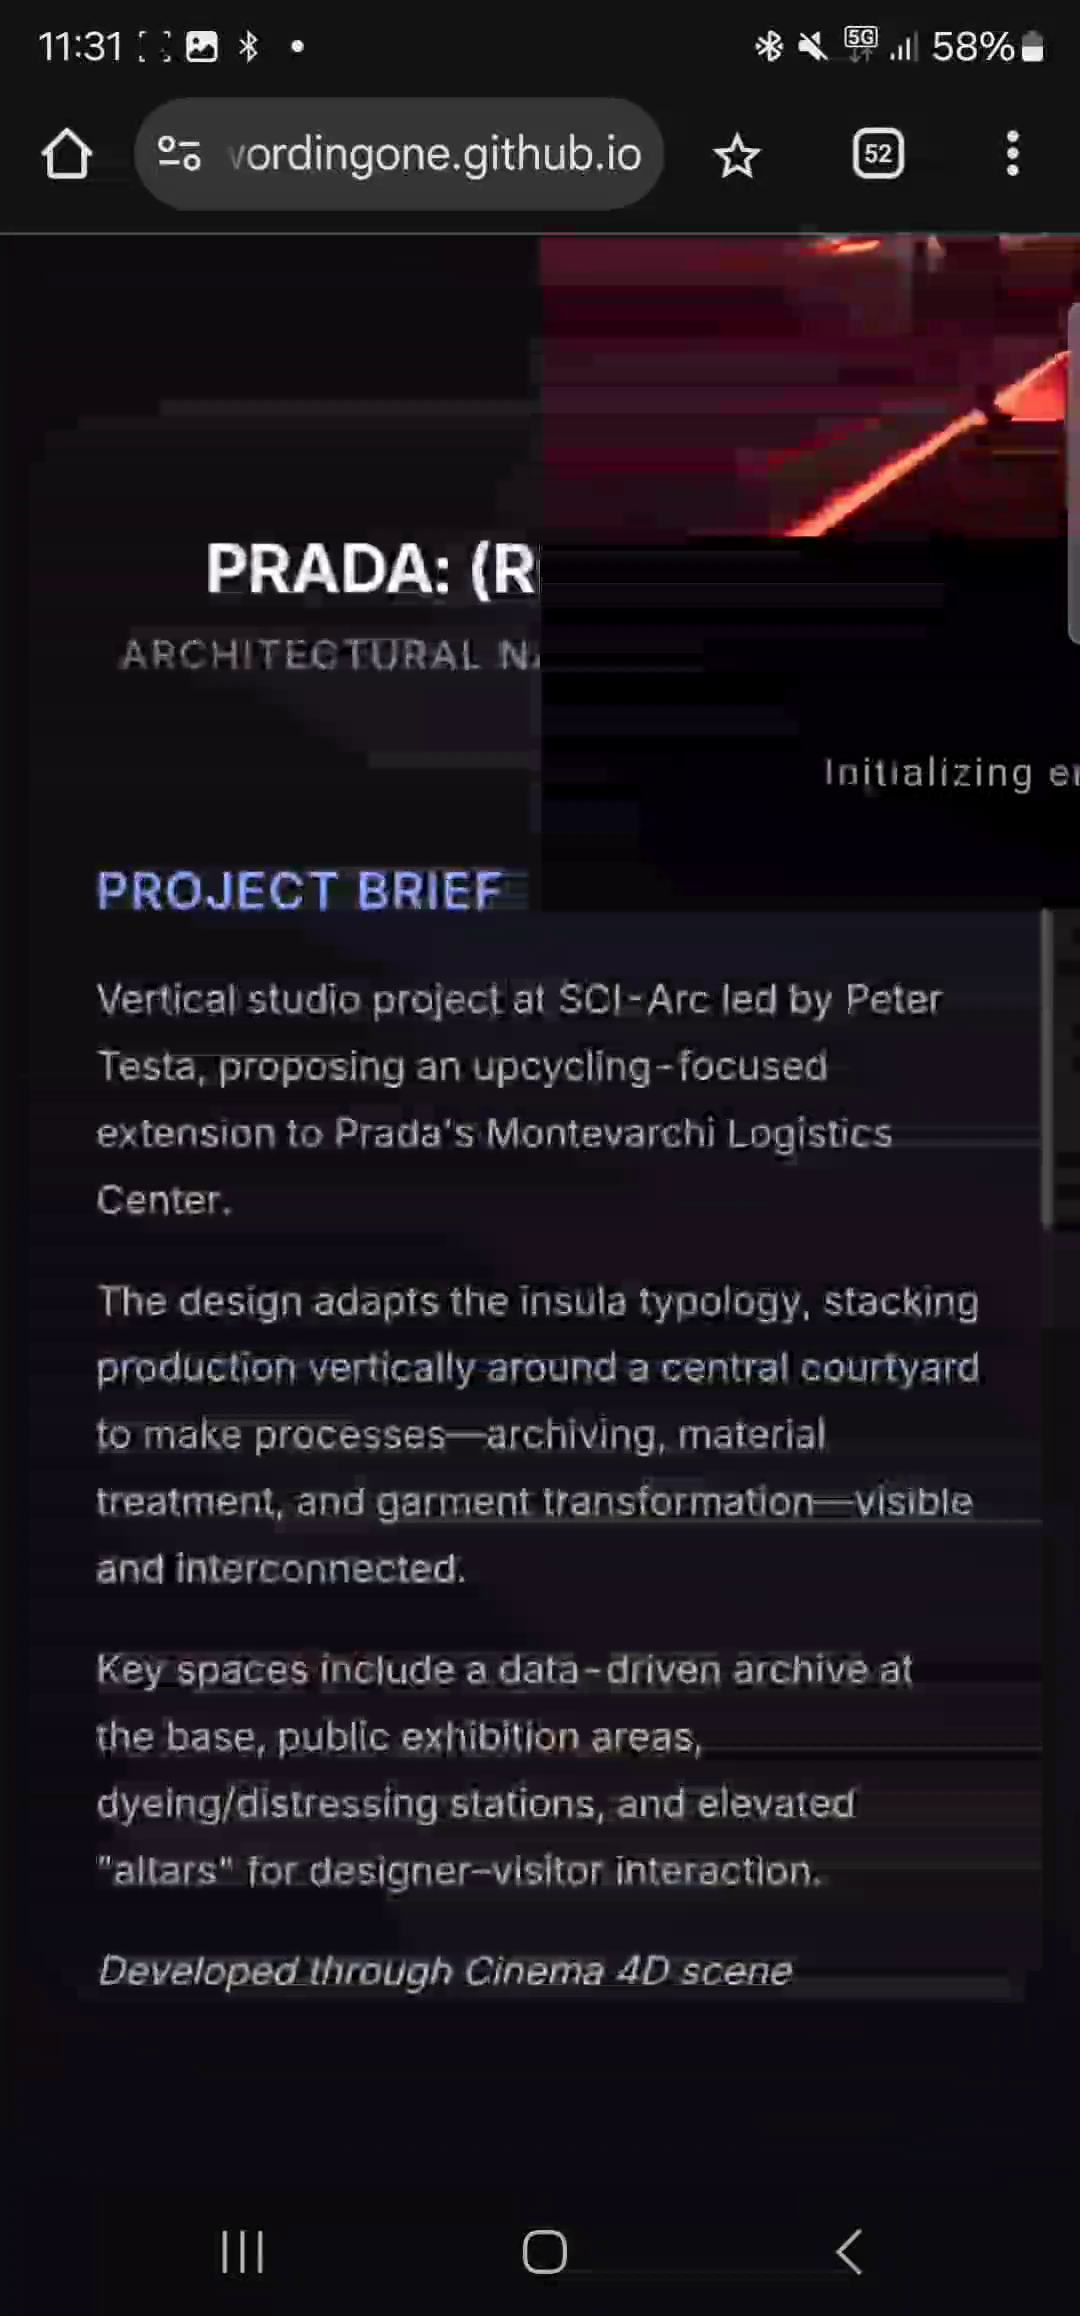 11:31
5G
58%
vordingone.github.io
52
PRADA: (R
ARCHITECTURAL
Initializing
PROJECT BRIEF
Vertical studio project at SCI-Arc led by Peter
Testa, proposing an upcycling-focused
extension to Prada's Montevarchi Logistics
Center.
The design adapts the insula typology, stacking
production vertically around a central courtyard
to make processes—archiving, material
treatment, and garment transformation—visible
and interconnected.
Key spaces include a data-driven archive at
the base, public exhibition areas,
dyeing/distressing stations, and elevated
"altars" for designer–visitor interaction.
Developed through Cinema 4D scene